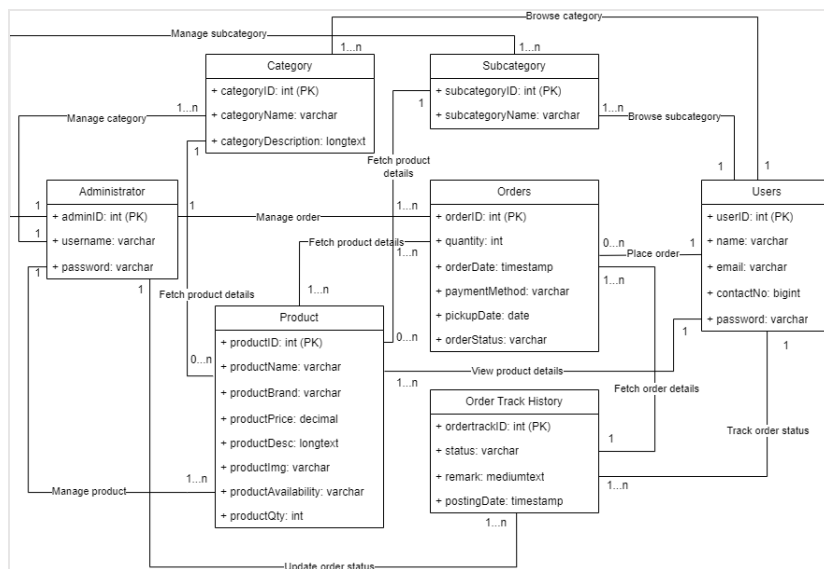 Browse category
Manage subcategory
1...n
1...n
Category
+ categoryID: int (PK)
+ categoryName: varchar
+ categoryDescription: longtext
Subcategory
+ subcategoryID: int (PK)
+ subcategoryName: varchar
1...n
Manage category
1
1
1...n
Browse subcategory
Fetch product
details
1
1
Administrator
+ adminID: int (PK)
+ username: varchar
+ password: varchar
1
1
1
1
1
Manage order
1...n
Orders
+ orderID: int (PK)
+ quantity: int
+ orderDate: timestamp
+ paymentMethod: varchar
+ pickupDate: date
+ orderStatus: varchar
Users
+ userID: int (PK)
+ name: varchar
+ email: varchar
+ contactNo: bigint
+ password: varchar
Fetch product details
1...n
0...n
Place order
1
1...n
Fetch product details
1...n
Product
+ productID: int (PK)
+ productName: varchar
+ productBrand: varchar
+ productPrice: decimal
+ productDesc: longtext
+ productImg: varchar
+ productAvailability: varchar
+ productQty: int
0...n
0...n
1
1
View product details
1...n
Fetch order details
Order Track History
+ ordertrackID: int (PK)
+ status: varchar
+ remark: mediumtext
+ postingDate: timestamp
1
Track order status
1...n
1...n
Manage product
1...n
Update order status